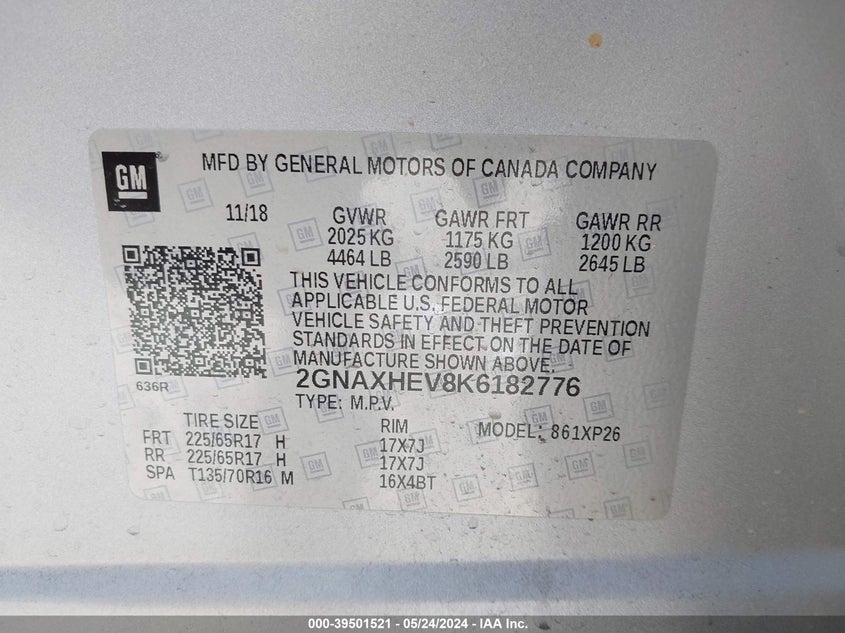 GM
MFD BY GENERAL MOTORS OF CANADA COMPANY
11/18 GVWR GAWR FRT GAWR RR
2025 KG 1175 KG 1200 KG
4464 LB 2590 LB 2645 LB
THIS VEHICLE CONFORMS TO ALL
APPLICABLE U.S. FEDERAL MOTOR
VEHICLE SAFETY AND THEFT PREVENTION
STANDARDS IN EFFECT ON THE DATE OF
MANUFACTURE SHOWN ABOVE.
636R
2GNAXHEV8K6182776
TYPE: M.P.V.
TIRE SIZE RIM MODEL: 861XP26
FRT 225/65R17 H 17X7J
RR 225/65R17 H 17X7J
SPA T135/70R16 M 16X4BT
000-39501521 - 05/24/2024 - IAA Inc.